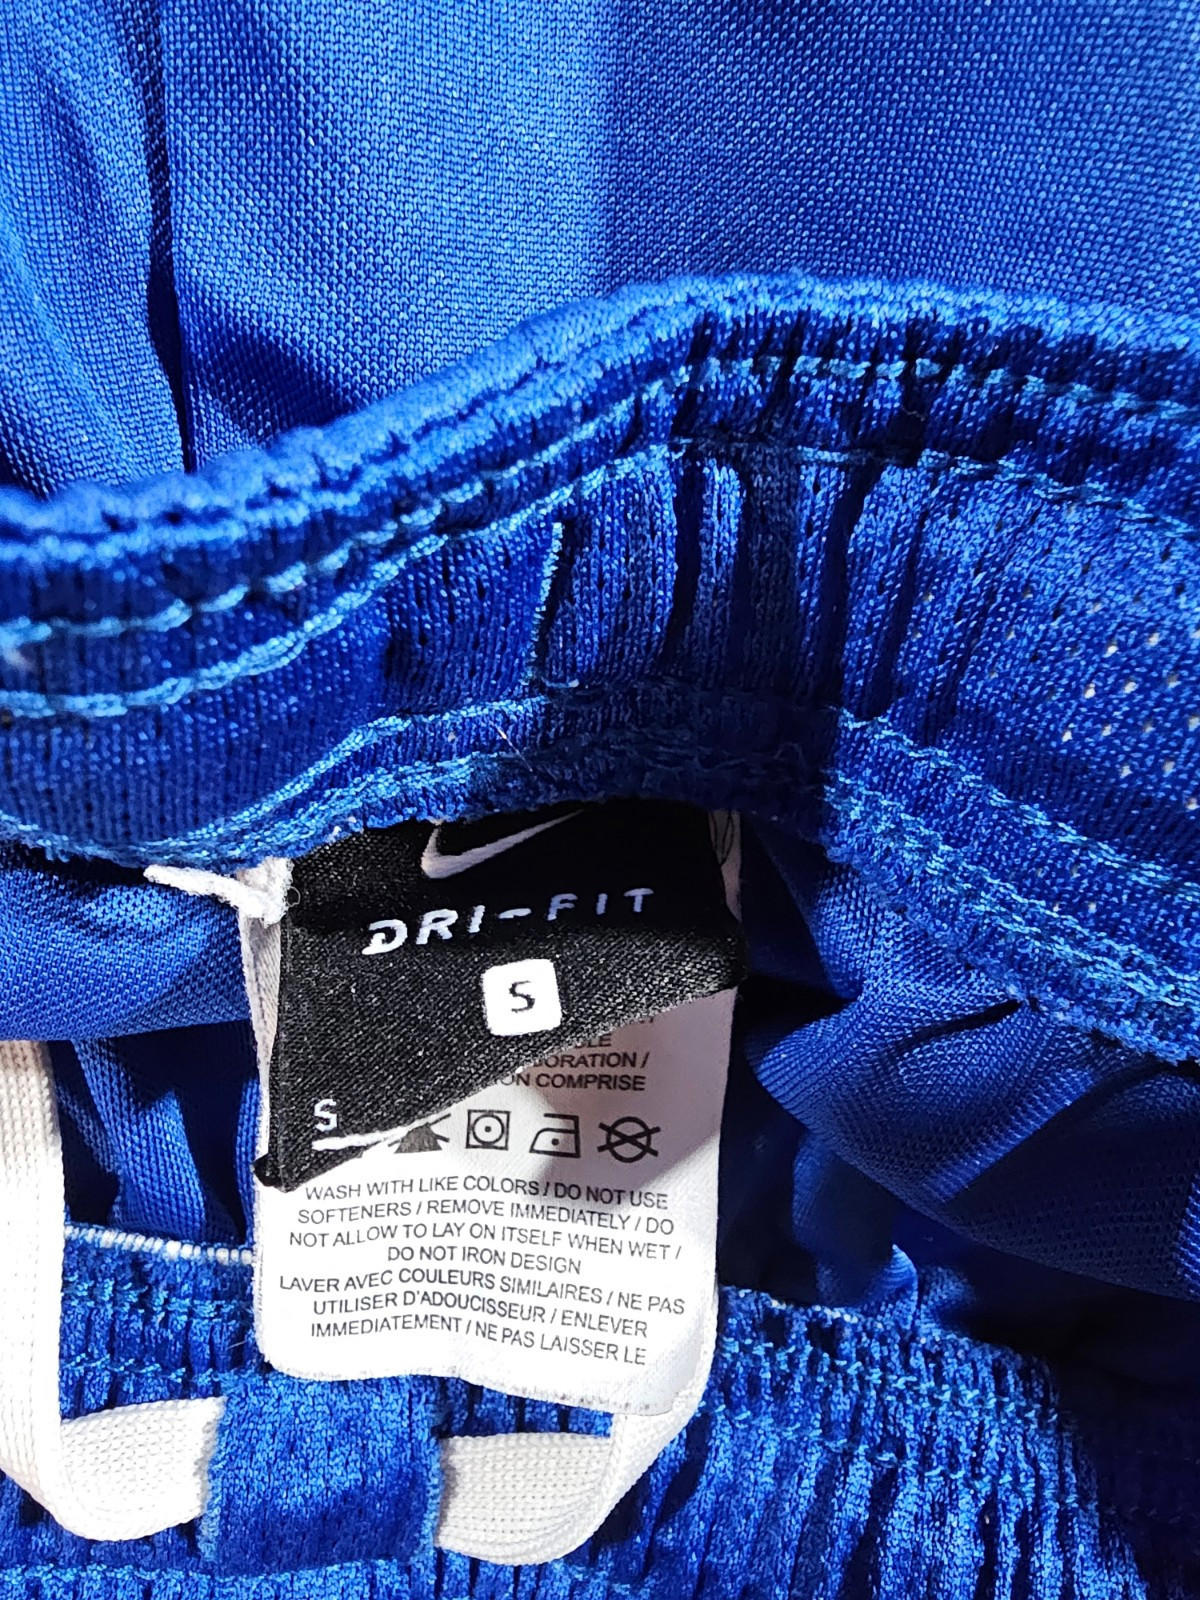 DRI-FIT
S
ORATION /
ON COMPRISE
S
WASH WITH LIKE COLORS / DO NOT USE
SOFTENERS / REMOVE IMMEDIATELY / DO
NOT ALLOW TO LAY ON ITSELF WHEN WET /
DO NOT IRON DESIGN
LAVER AVEC COULEURS SIMILAIRES / NE PAS
UTILISER D'ADOUCISSEUR / ENLEVER
IMMEDIATEMENT / NE PAS LAISSER LE